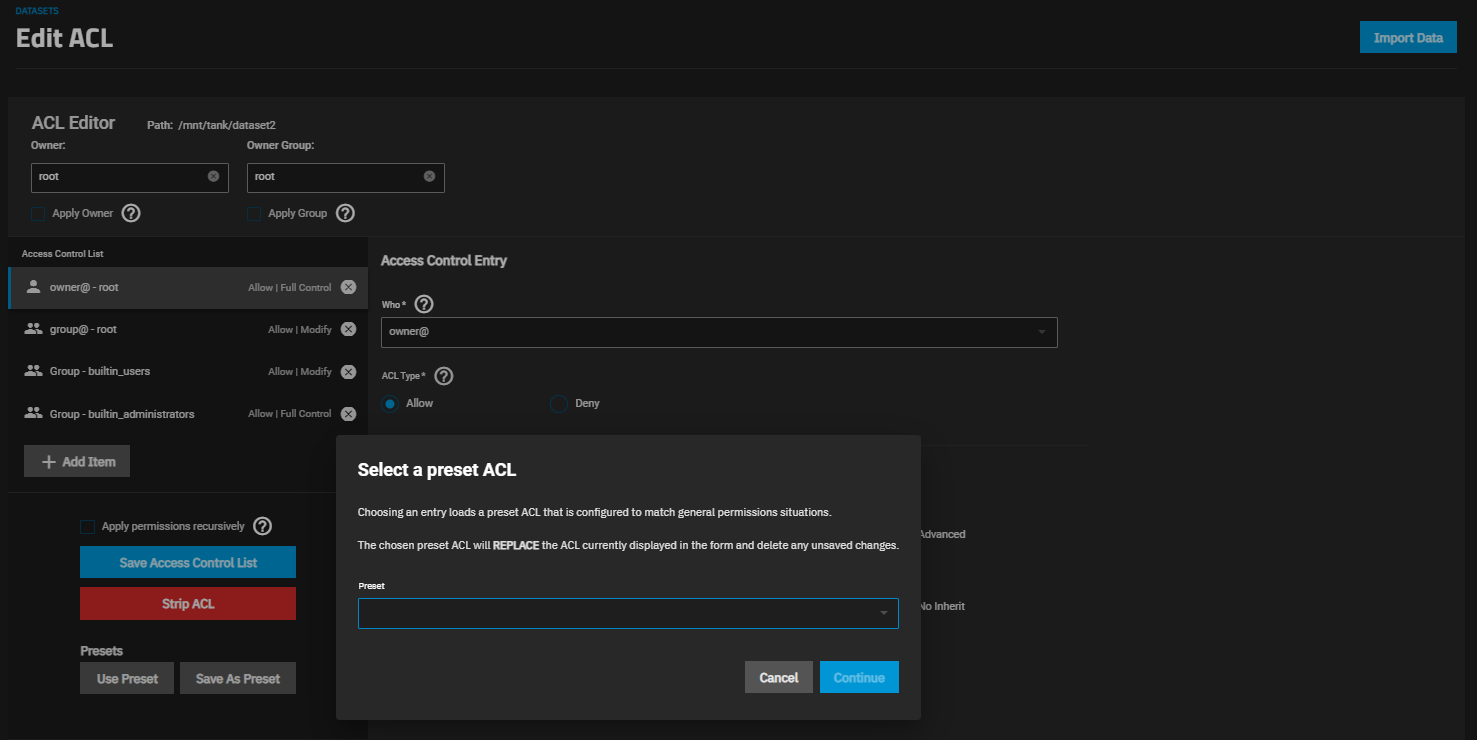 DATASETS
Edit ACL
Import Data
ACL Editor
Path: /mnt/tank/dataset2
Owner:
Owner Group:
root
root
Apply Owner
Apply Group
Access Control List
owner@ - root
Allow | Full Control
group@ - root
Allow | Modify
Group - builtin_users
Allow | Modify
Group - builtin_administrators
Allow | Full Control
Add Item
Apply permissions recursively
Save Access Control List
Strip ACL
Presets
Use Preset
Save As Preset
Access Control Entry
Who *
owner@
ACL Type *
Allow
Deny
Advanced
No Inherit
Select a preset ACL
Choosing an entry loads a preset ACL that is configured to match general permissions situations.
The chosen preset ACL will REPLACE the ACL currently displayed in the form and delete any unsaved changes.
Preset
Cancel
Continue